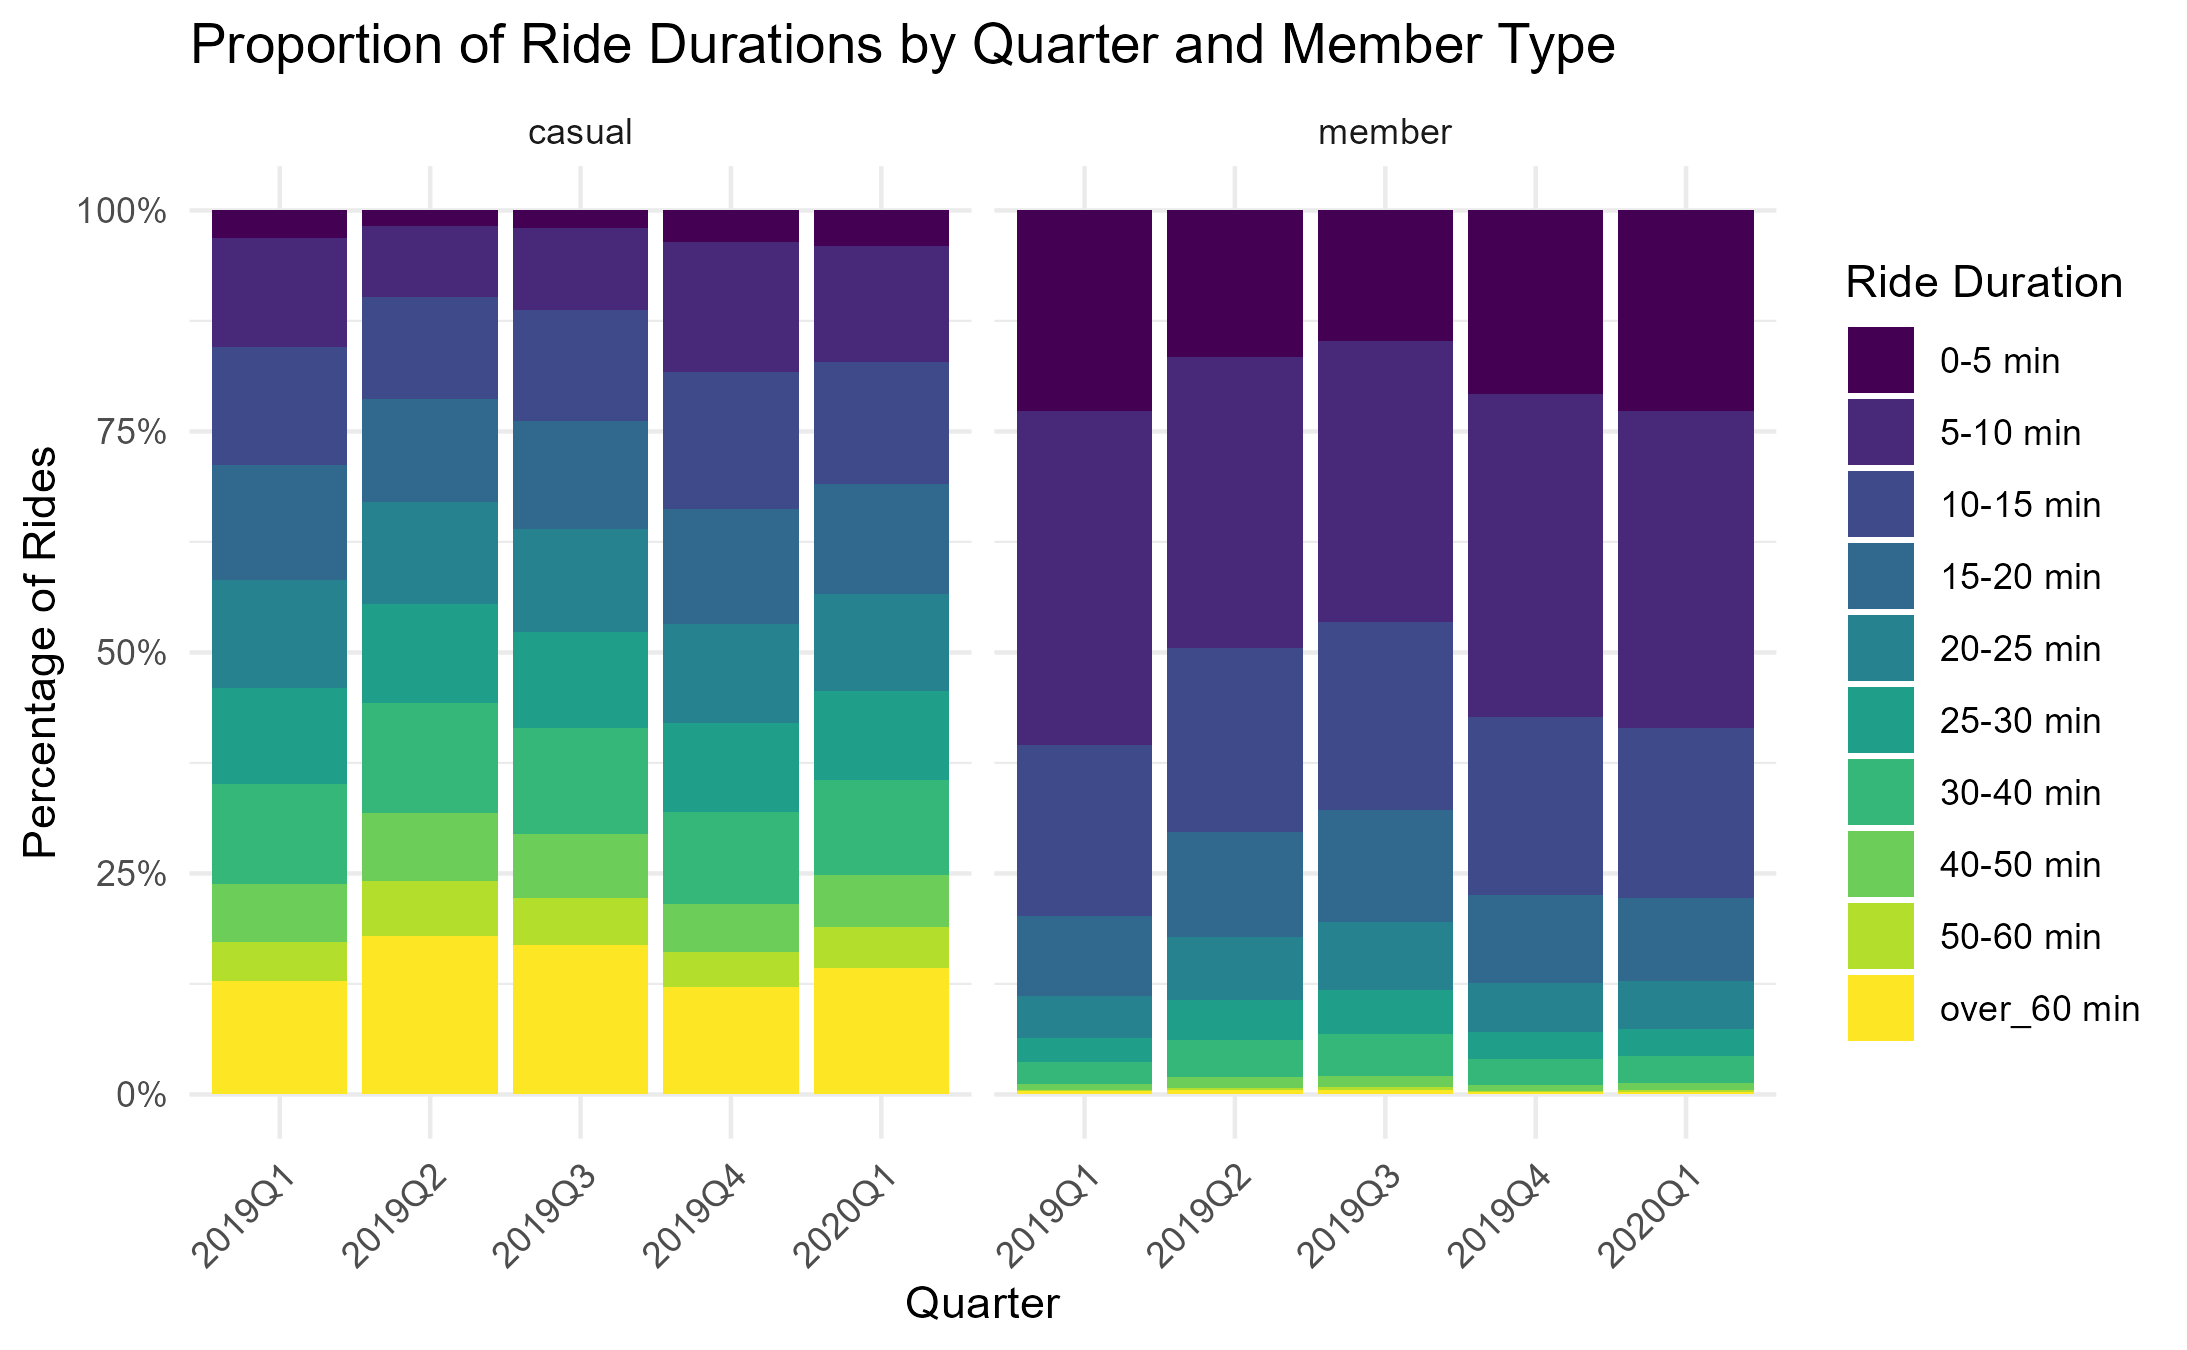 Proportion of Ride Durations by Quarter and Member Type
casual
member
100%
75%
50%
25%
0%
Percentage of Rides
2019Q1
2019Q2
2019Q3
2019Q4
2020Q1
2019Q1
2019Q2
2019Q3
2019Q4
2020Q1
Quarter
Ride Duration
0-5 min
5-10 min
10-15 min
15-20 min
20-25 min
25-30 min
30-40 min
40-50 min
50-60 min
over_60 min